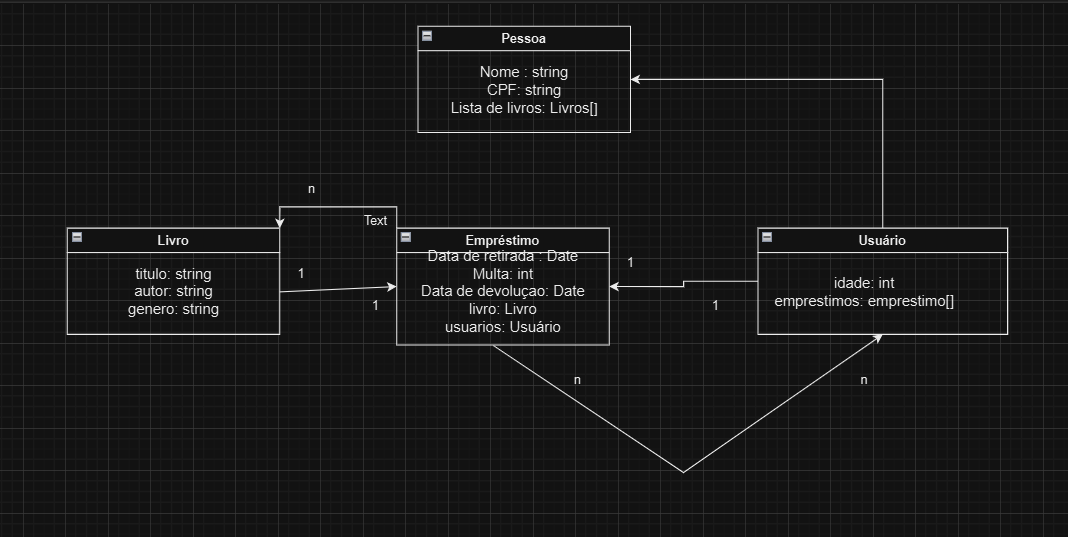 Pessoa
Nome : string
CPF: string
Lista de livros: Livros[]
n
Text
Livro
titulo: string
autor: string
genero: string
1
1
Empréstimo
Data de retirada : Date
Multa: int
Data de devoluçao: Date
livro: Livro
usuarios: Usuário
1
1
Usuário
idade: int
emprestimos: emprestimo[]
n
n